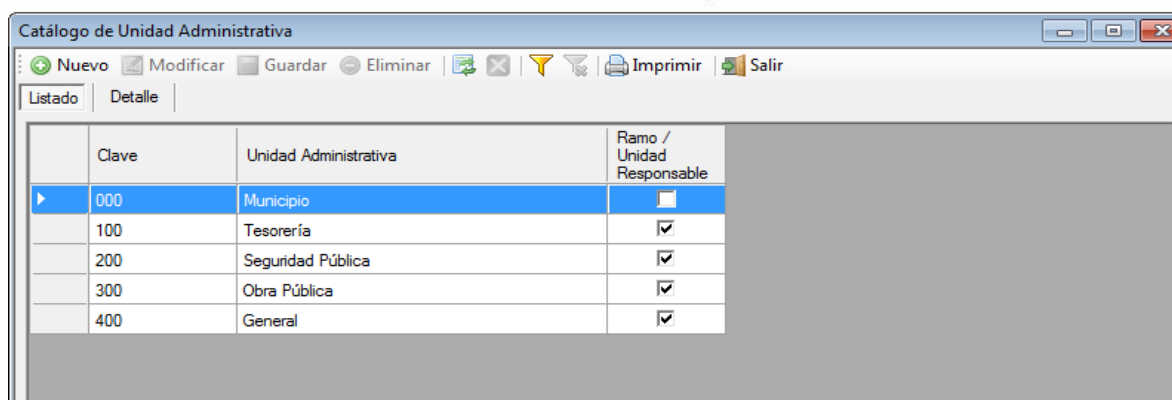 Catálogo de Unidad Administrativa
Nuevo Modificar Guardar Eliminar Imprimir Salir
Listado Detalle
Clave Unidad Administrativa Ramo /
Unidad
Responsable
000 Municipio
100 Tesorería
200 Seguridad Pública
300 Obra Pública
400 General